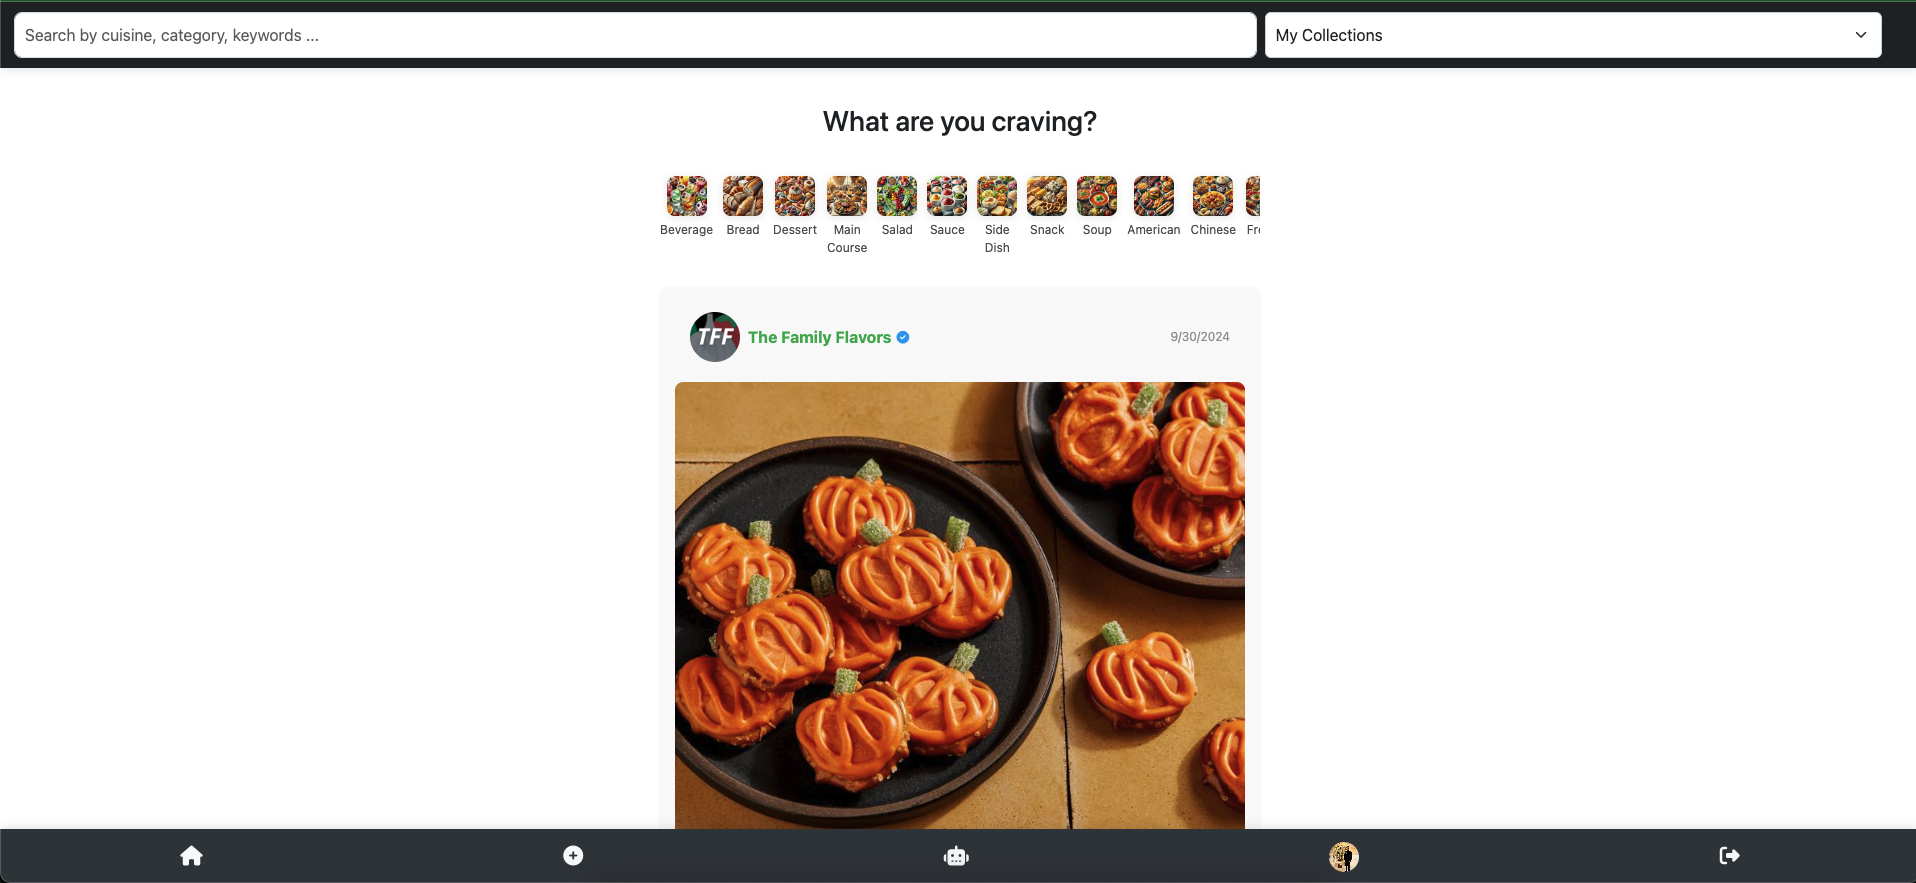 Search by cuisine, category, keywords ...
My Collections
What are you craving?
Beverage
Bread
Dessert
Main
Course
Salad
Sauce
Side
Dish
Snack
Soup
American
Chinese
Fr
TFF
The Family Flavors
9/30/2024